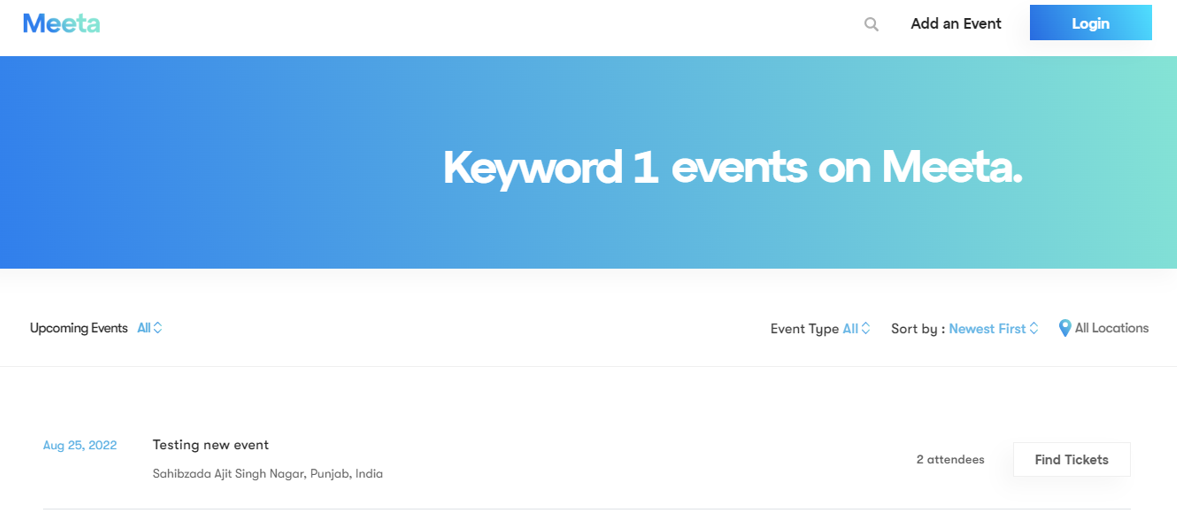 Meeta
Add an Event
Login
Keyword 1 events on Meeta.
Upcoming Events All
Event Type All
Sort by : Newest First
All Locations
Aug 25, 2022
Testing new event
Sahibzada Ajit Singh Nagar, Punjab, India
2 attendees
Find Tickets